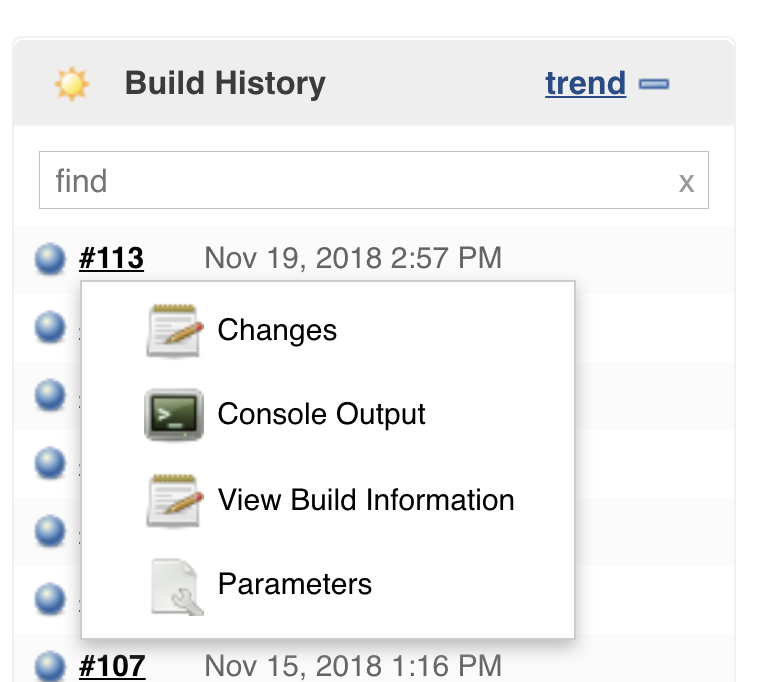 Build History trend
find x
#113 Nov 19, 2018 2:57 PM
Changes
Console Output
View Build Information
Parameters
#107 Nov 15, 2018 1:16 PM